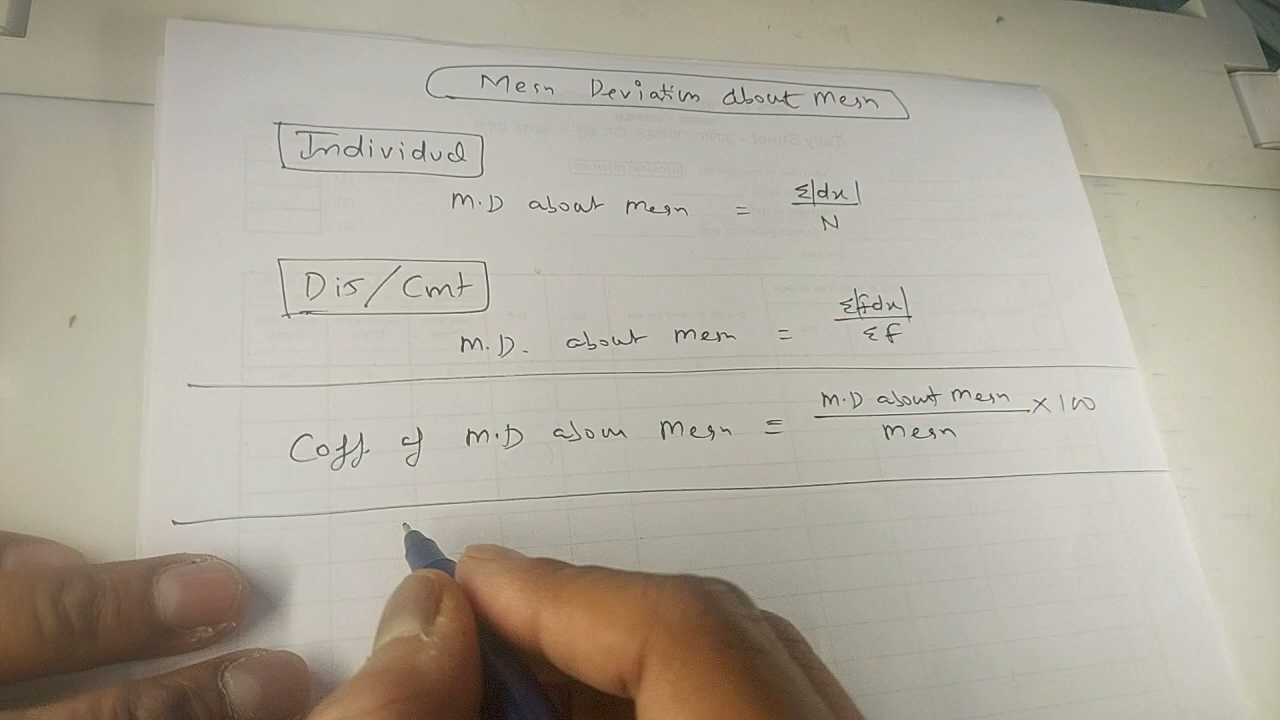 Mean Deviation about mean
Individual
M.D about mean = Σ|dx| / N
Dis/Cont
M.D. about mean = Σ|fdx| / Σf
Coff of M.D about Mean = M.D about mean / mean × 100